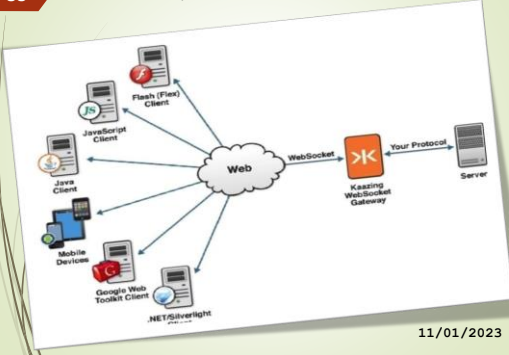 Flash (Flex)
Client
JS
JavaScript
Client
Java
Client
Mobile
Devices
G
Google Web
Toolkit Client
.NET/Silverlight
Web
WebSocket
Kaazing
WebSocket
Gateway
Your Protocol
Server
11/01/2023